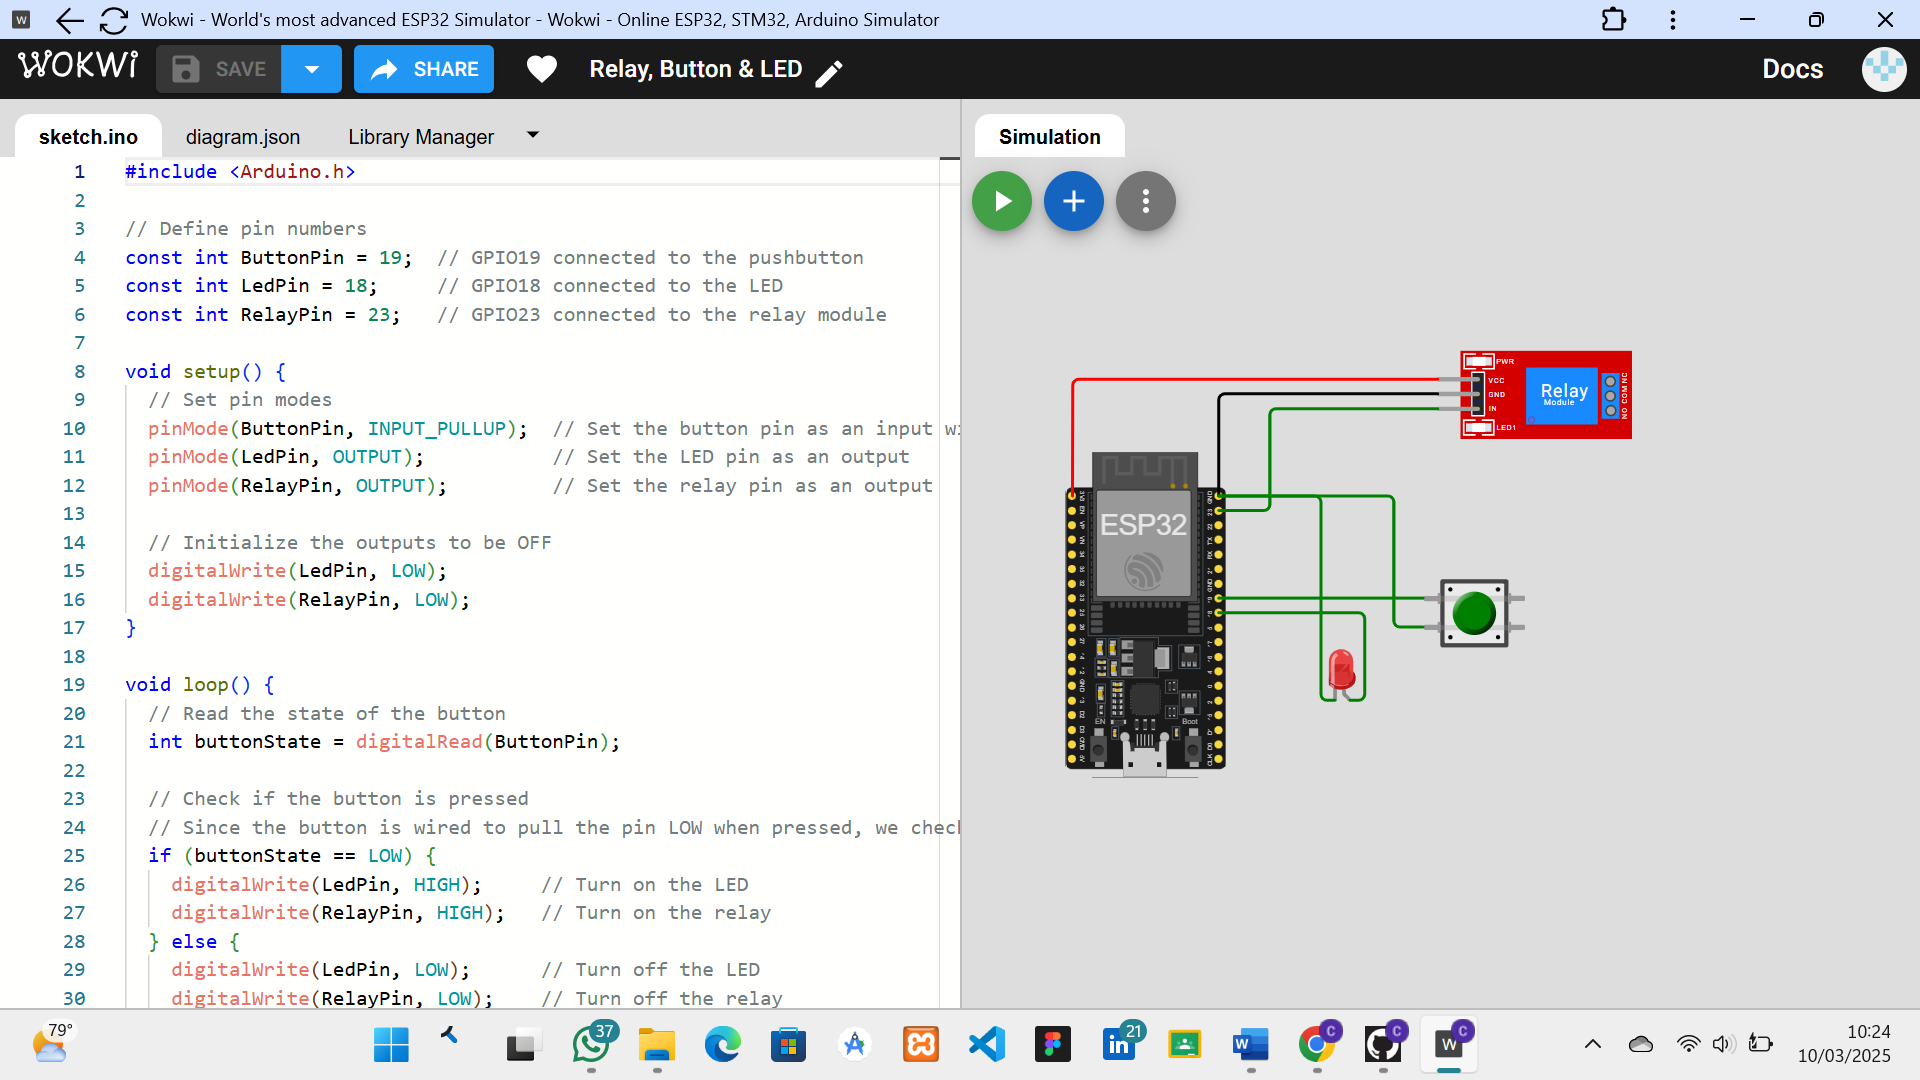 Wokwi - World's most advanced ESP32 Simulator - Wokwi - Online ESP32, STM32, Arduino Simulator
WOKWi
SAVE
SHARE
Relay, Button & LED
Docs
sketch.ino
diagram.json
Library Manager
Simulation
1 #include <Arduino.h>
2
3 // Define pin numbers
4 const int ButtonPin = 19;  // GPIO19 connected to the pushbutton
5 const int LedPin = 18;     // GPIO18 connected to the LED
6 const int RelayPin = 23;   // GPIO23 connected to the relay module
7
8 void setup() {
9   // Set pin modes
10   pinMode(ButtonPin, INPUT_PULLUP);  // Set the button pin as an input wi
11   pinMode(LedPin, OUTPUT);           // Set the LED pin as an output
12   pinMode(RelayPin, OUTPUT);         // Set the relay pin as an output
13
14   // Initialize the outputs to be OFF
15   digitalWrite(LedPin, LOW);
16   digitalWrite(RelayPin, LOW);
17 }
18
19 void loop() {
20   // Read the state of the button
21   int buttonState = digitalRead(ButtonPin);
22
23   // Check if the button is pressed
24   // Since the button is wired to pull the pin LOW when pressed, we check
25   if (buttonState == LOW) {
26     digitalWrite(LedPin, HIGH);     // Turn on the LED
27     digitalWrite(RelayPin, HIGH);   // Turn on the relay
28   } else {
29     digitalWrite(LedPin, LOW);      // Turn off the LED
30     digitalWrite(RelayPin, LOW);    // Turn off the relay
PWR
VCC
GND
IN
LED1
Relay
Module
NO COM NC
ESP32
EN
Boot
79°
37
21
10:24
10/03/2025